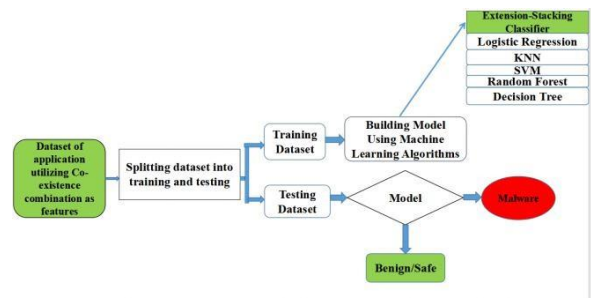 Dataset of
application
utilizing Co-
existence
combination as
features
Splitting dataset into
training and testing
Training
Dataset
Testing
Dataset
Building Model
Using Machine
Learning Algorithms
Extension-Stacking
Classifier
Logistic Regression
KNN
SVM
Random Forest
Decision Tree
Model
Malware
Benign/Safe